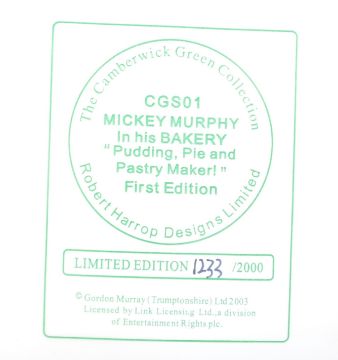 The Camberwick Green Collection
CGS01
MICKEY MURPHY
In his BAKERY
"Pudding, Pie and
Pastry Maker!"
First Edition
Robert Harrop Designs Limited
LIMITED EDITION 1233 /2000
© Gordon Murray (Trumptonshire) Ltd 2003
Licensed by Link Licensing Ltd., a division
of Entertainment Rights plc.